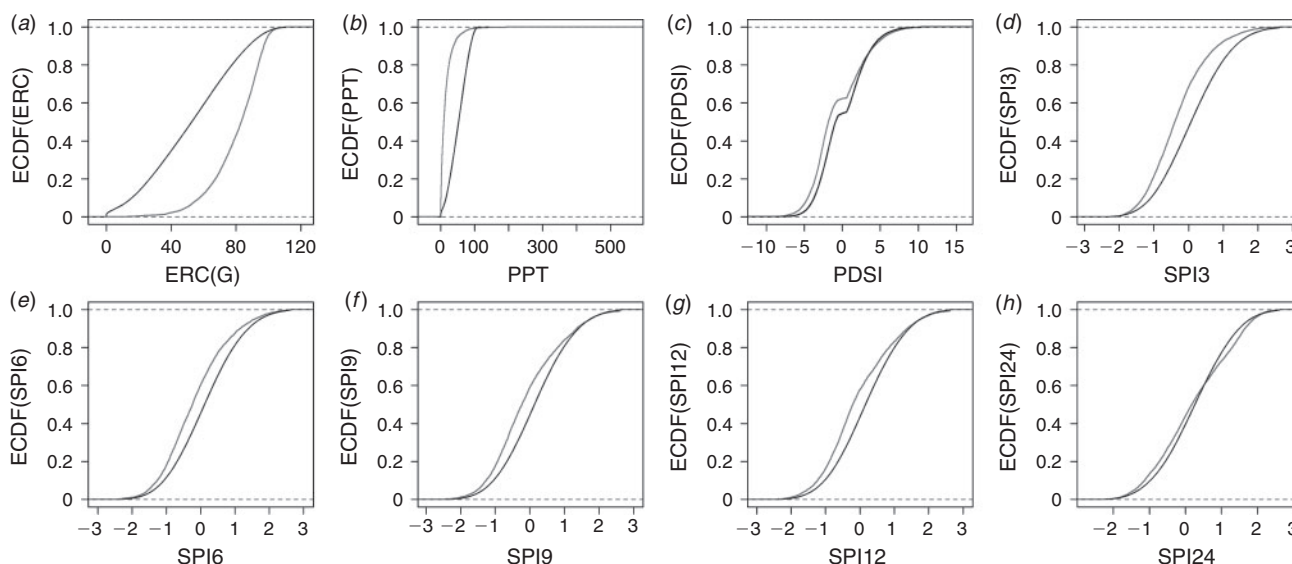 (a)
ECDF(ERC)
1.0
0.8
0.6
0.4
0.2
0
0 40 80 120
ERC(G)
(b)
ECDF(PPT)
1.0
0.8
0.6
0.4
0.2
0
0 100 300 500
PPT
(c)
ECDF(PDSI)
1.0
0.8
0.6
0.4
0.2
0
−10 −5 0 5 10 15
PDSI
(d)
ECDF(SPI3)
1.0
0.8
0.6
0.4
0.2
0
−3 −2 −1 0 1 2 3
SPI3
(e)
ECDF(SPI6)
1.0
0.8
0.6
0.4
0.2
0
−3 −2 −1 0 1 2 3
SPI6
(f)
ECDF(SPI9)
1.0
0.8
0.6
0.4
0.2
0
−3 −2 −1 0 1 2 3
SPI9
(g)
ECDF(SPI12)
1.0
0.8
0.6
0.4
0.2
0
−3 −2 −1 0 1 2 3
SPI12
(h)
ECDF(SPI24)
1.0
0.8
0.6
0.4
0.2
0
−2 −1 0 1 2 3
SPI24